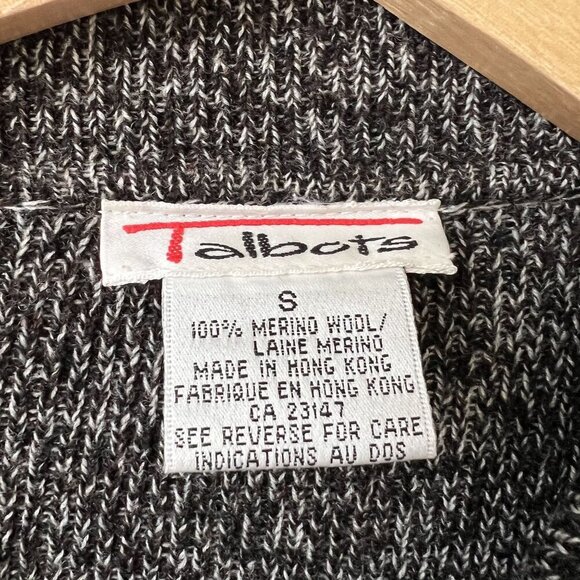 Talbots
S
100% MERINO WOOL/
LAINE MERINO
MADE IN HONG KONG
FABRIQUE EN HONG KONG
CA 23147
SEE REVERSE FOR CARE
INDICATIONS AU DOS